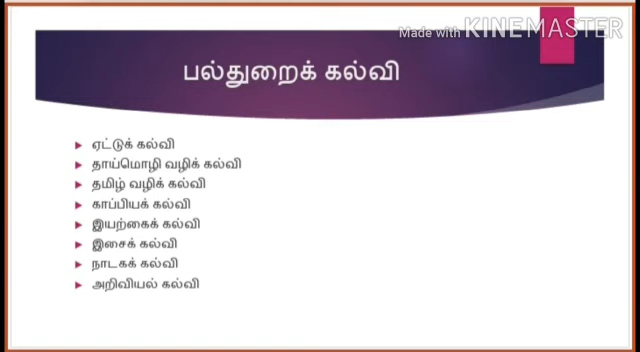 Made with KINEMASTER
பல்துறைக் கல்வி
ஏட்டுக் கல்வி
தாய்மொழி வழிக் கல்வி
தமிழ் வழிக் கல்வி
காப்பியக் கல்வி
இயற்கைக் கல்வி
இசைக் கல்வி
நாடகக் கல்வி
அறிவியல் கல்வி